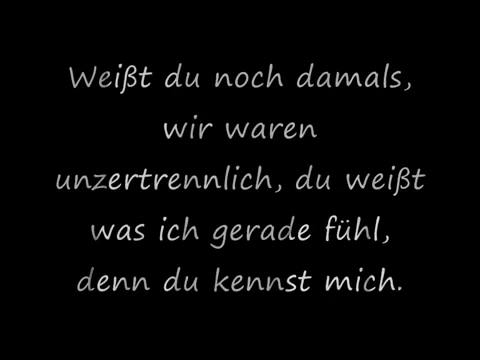 Weißt du noch damals,
wir waren
unzertrennlich, du weißt
was ich gerade fühl,
denn du kennst mich.